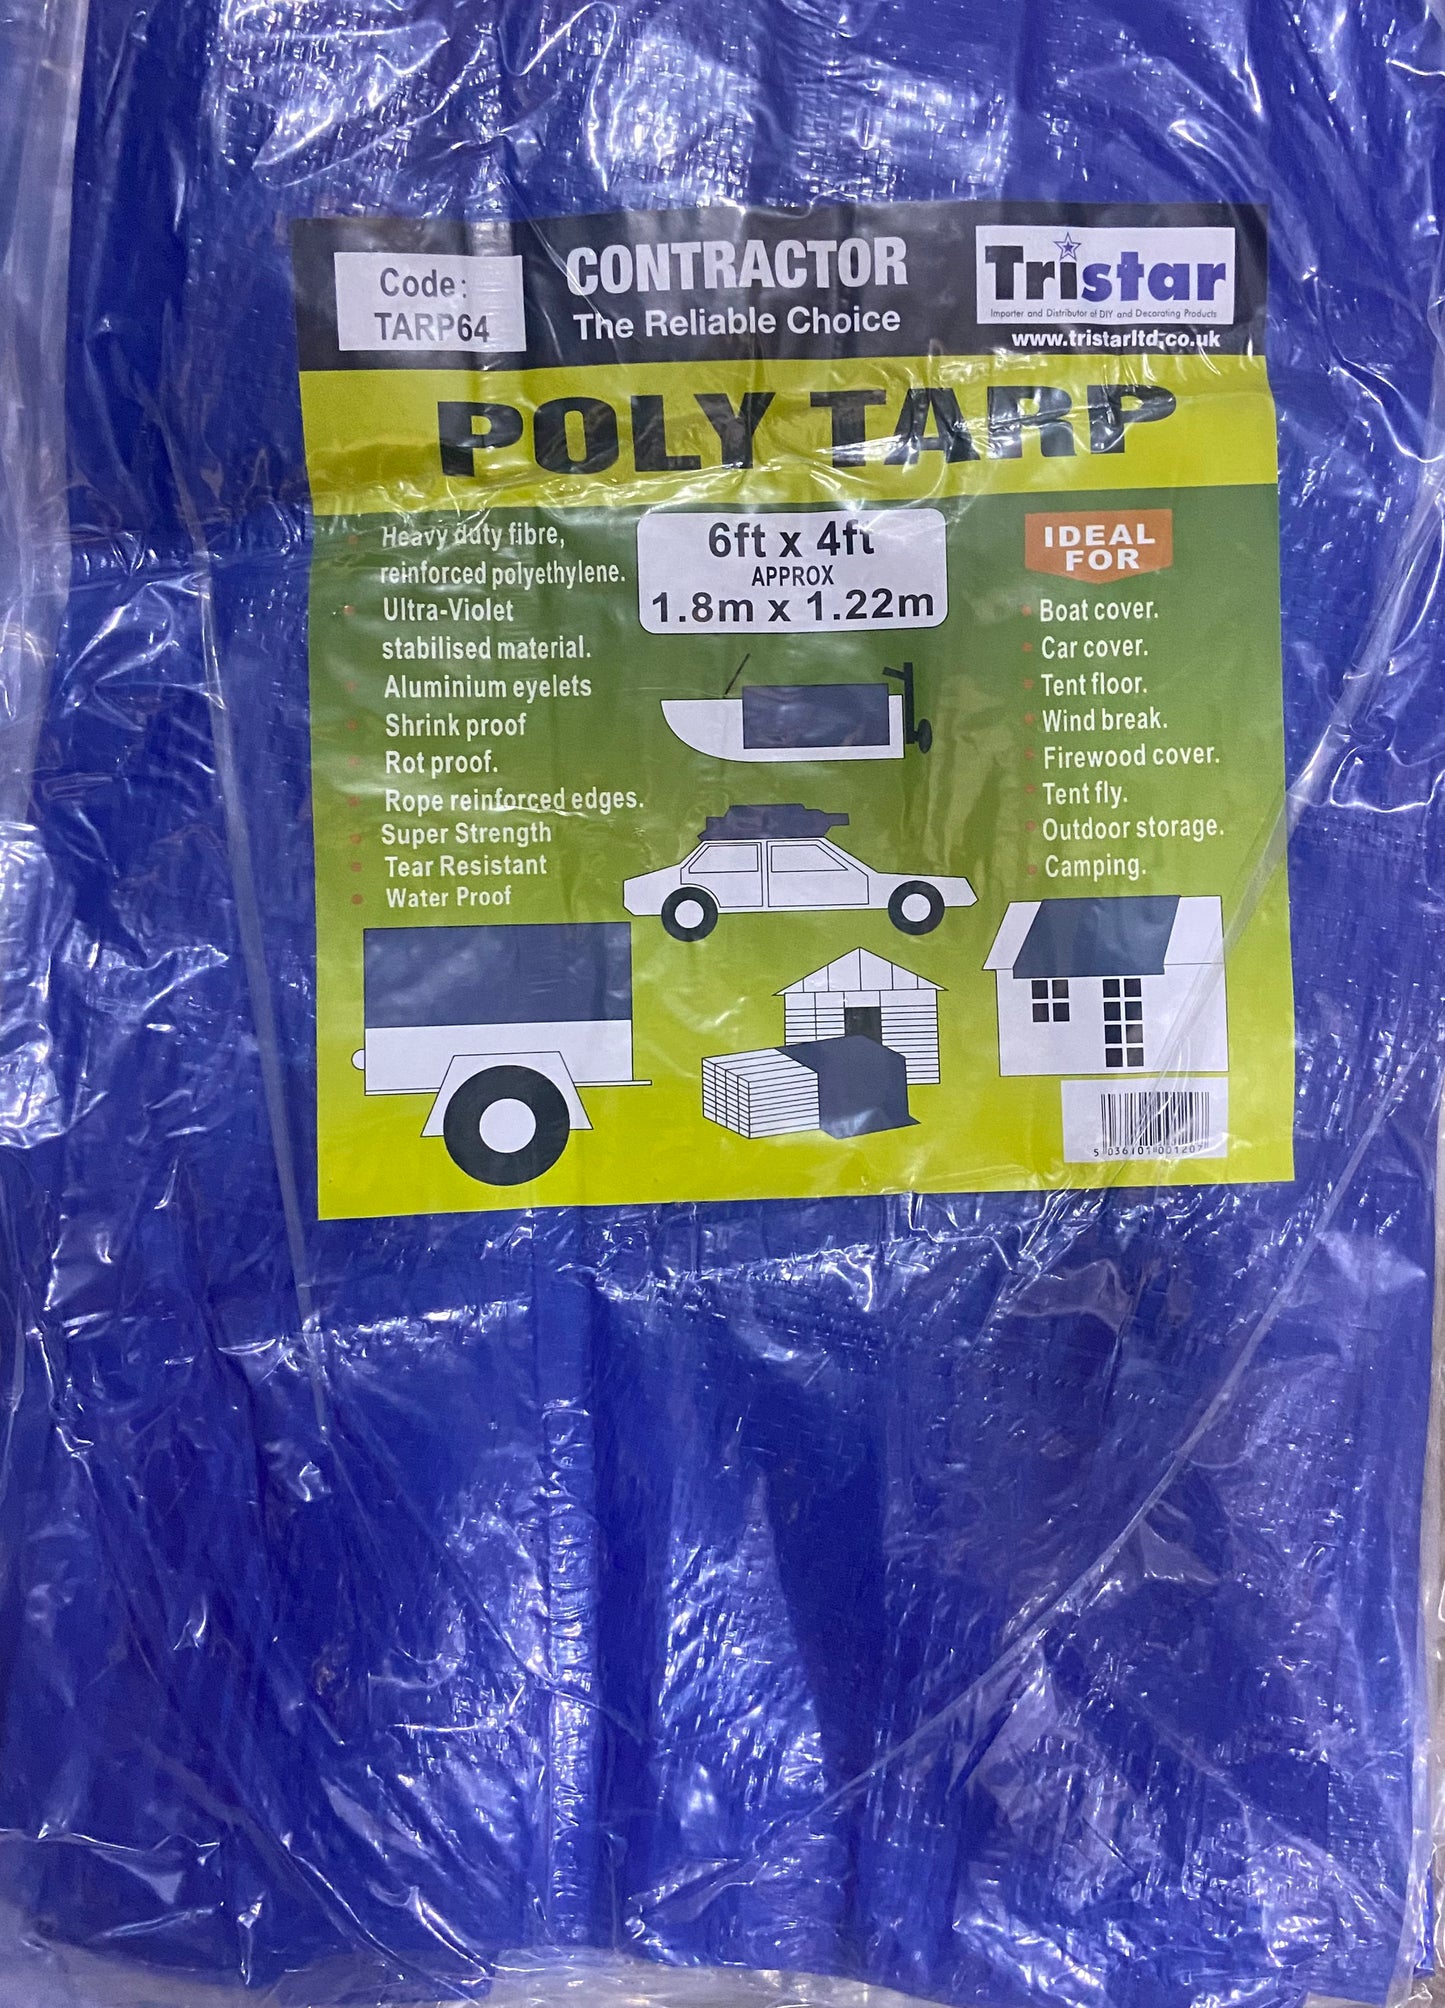 Code:
TARP64
CONTRACTOR
The Reliable Choice
Tristar
Importer and Distributor of DIY and Decorating Products
www.tristarltd.co.uk
POLY TARP
Heavy duty fibre,
reinforced polyethylene.
Ultra-Violet
stabilised material.
Aluminium eyelets
Shrink proof
Rot proof.
Rope reinforced edges.
Super Strength
Tear Resistant
Water Proof
6ft x 4ft
APPROX
1.8m x 1.22m
IDEAL
FOR
Boat cover.
Car cover.
Tent floor.
Wind break.
Firewood cover.
Tent fly.
Outdoor storage.
Camping.